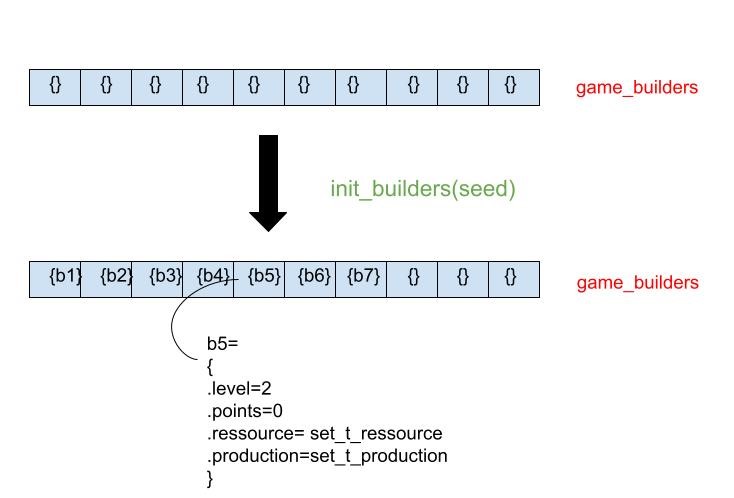 {} {} {} {} {} {} {} {} {} {} game_builders
init_builders(seed)
{b1} {b2} {b3} {b4} {b5} {b6} {b7} {} {} {} game_builders
b5=
{
.level=2
.points=0
.ressource= set_t_ressource
.production=set_t_production
}